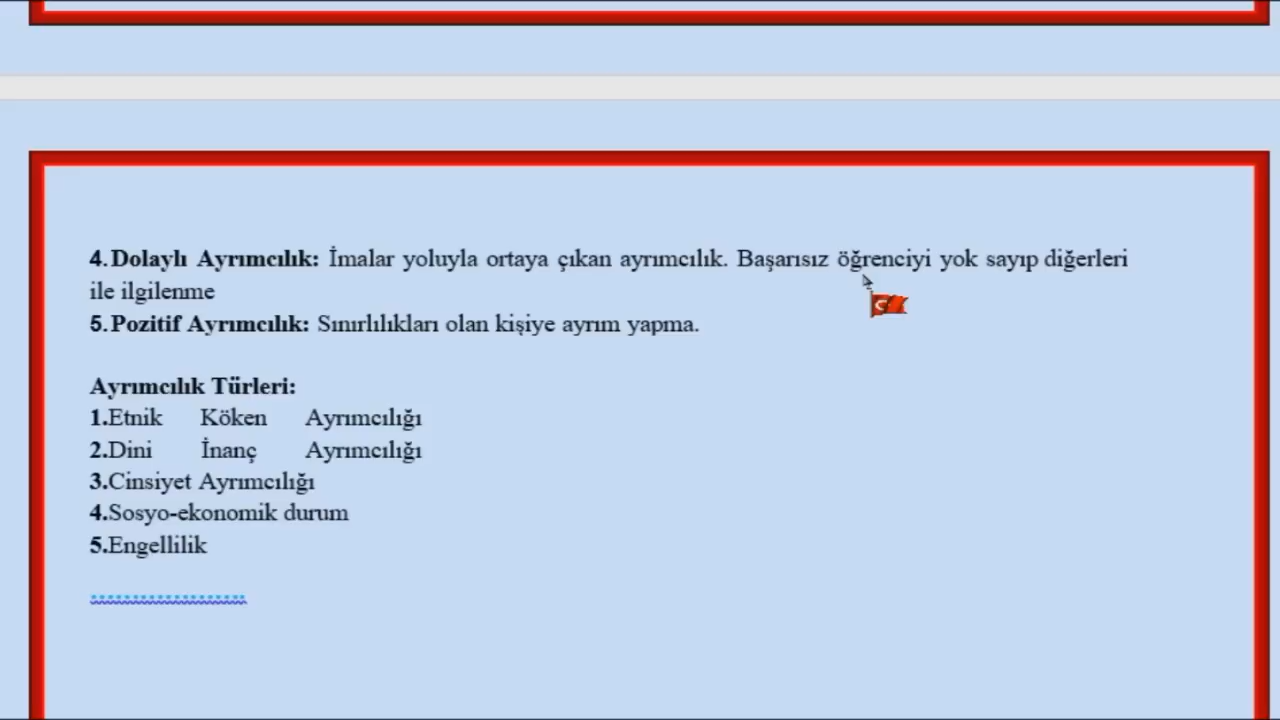 4.Dolaylı Ayrımcılık: İmalar yoluyla ortaya çıkan ayrımcılık. Başarısız öğrenciyi yok sayıp diğerleri
ile ilgilenme
5.Pozitif Ayrımcılık: Sınırlılıkları olan kişiye ayrım yapma.
Ayrımcılık Türleri:
1.Etnik Köken Ayrımcılığı
2.Dini İnanç Ayrımcılığı
3.Cinsiyet Ayrımcılığı
4.Sosyo-ekonomik durum
5.Engellilik